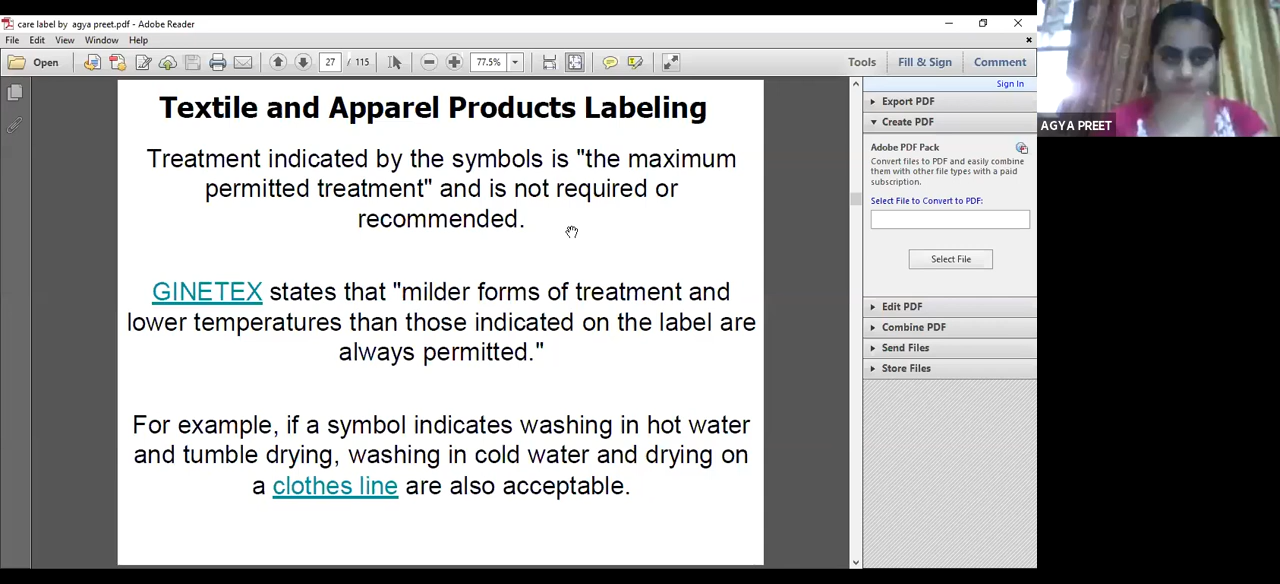 care label by agya preet.pdf - Adobe Reader
File Edit View Window Help
Open 27 / 115 77.5% Tools Fill & Sign Comment
Sign In
Export PDF
Create PDF
Adobe PDF Pack
Convert files to PDF and easily combine
them with other file types with a paid
subscription.
Select File to Convert to PDF:
Select File
Edit PDF
Combine PDF
Send Files
Store Files
Textile and Apparel Products Labeling
Treatment indicated by the symbols is "the maximum
permitted treatment" and is not required or
recommended.
GINETEX states that "milder forms of treatment and
lower temperatures than those indicated on the label are
always permitted."
For example, if a symbol indicates washing in hot water
and tumble drying, washing in cold water and drying on
a clothes line are also acceptable.
AGYA PREET